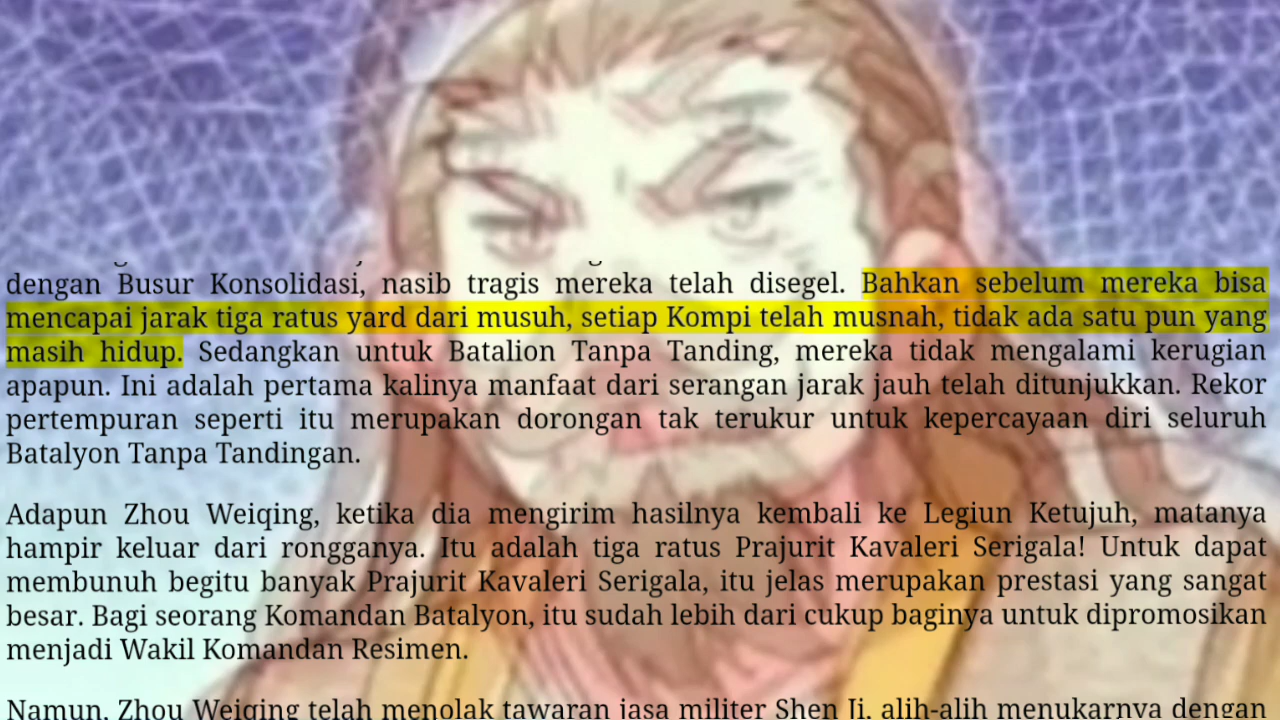 dengan Busur Konsolidasi, nasib tragis mereka telah disegel. Bahkan sebelum mereka bisa
mencapai jarak tiga ratus yard dari musuh, setiap Kompi telah musnah, tidak ada satu pun yang
masih hidup. Sedangkan untuk Batalion Tanpa Tanding, mereka tidak mengalami kerugian
apapun. Ini adalah pertama kalinya manfaat dari serangan jarak jauh telah ditunjukkan. Rekor
pertempuran seperti itu merupakan dorongan tak terukur untuk kepercayaan diri seluruh
Batalyon Tanpa Tandingan.
Adapun Zhou Weiqing, ketika dia mengirim hasilnya kembali ke Legiun Ketujuh, matanya
hampir keluar dari rongganya. Itu adalah tiga ratus Prajurit Kavaleri Serigala! Untuk dapat
membunuh begitu banyak Prajurit Kavaleri Serigala, itu jelas merupakan prestasi yang sangat
besar. Bagi seorang Komandan Batalyon, itu sudah lebih dari cukup baginya untuk dipromosikan
menjadi Wakil Komandan Resimen.
Namun, Zhou Weiqing telah menolak tawaran jasa militer Shen Ji, alih-alih menukarnya dengan